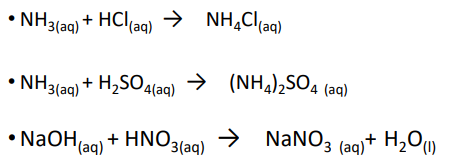 • NH₃(aq) + HCl(aq) → NH₄Cl(aq)
• NH₃(aq) + H₂SO₄(aq) → (NH₄)₂SO₄ (aq)
• NaOH(aq) + HNO₃(aq) → NaNO₃ (aq)+ H₂O(l)